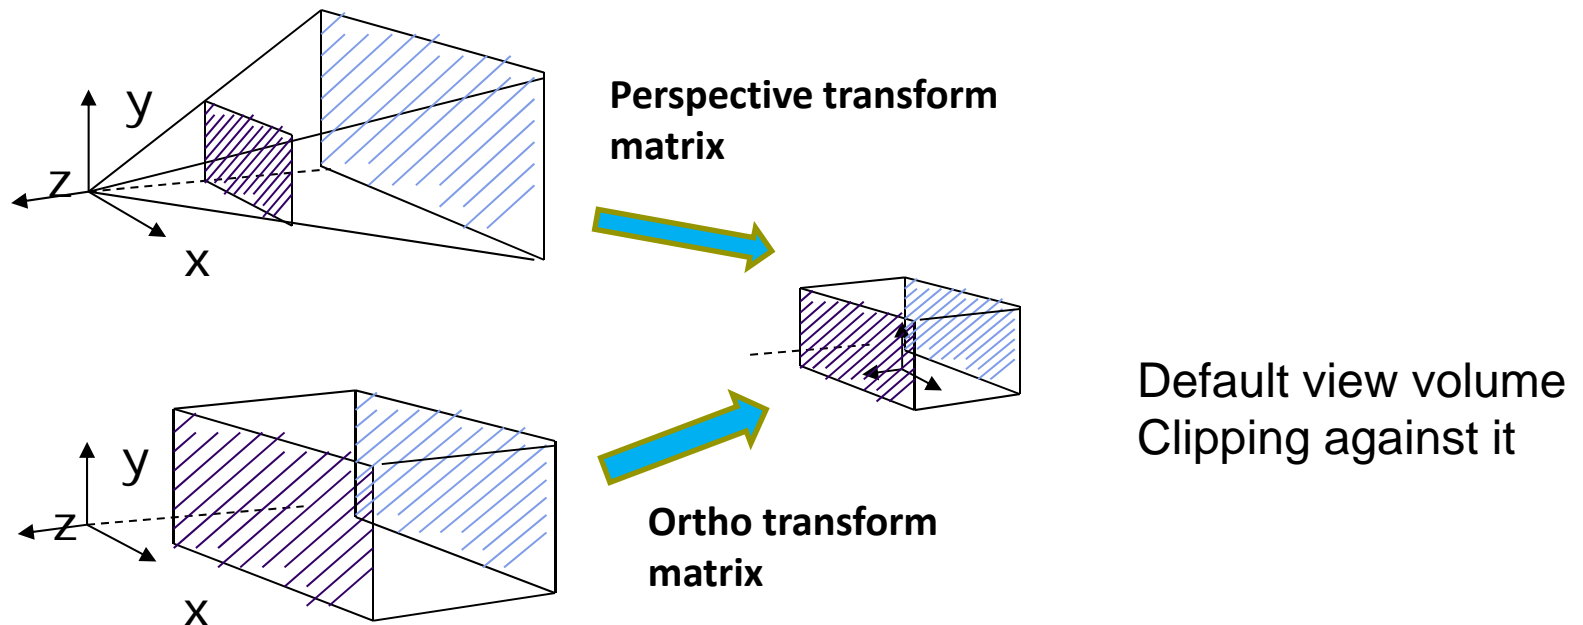 y
Perspective transform
matrix
z
x
Default view volume
Clipping against it
y
z
Ortho transform
matrix
x